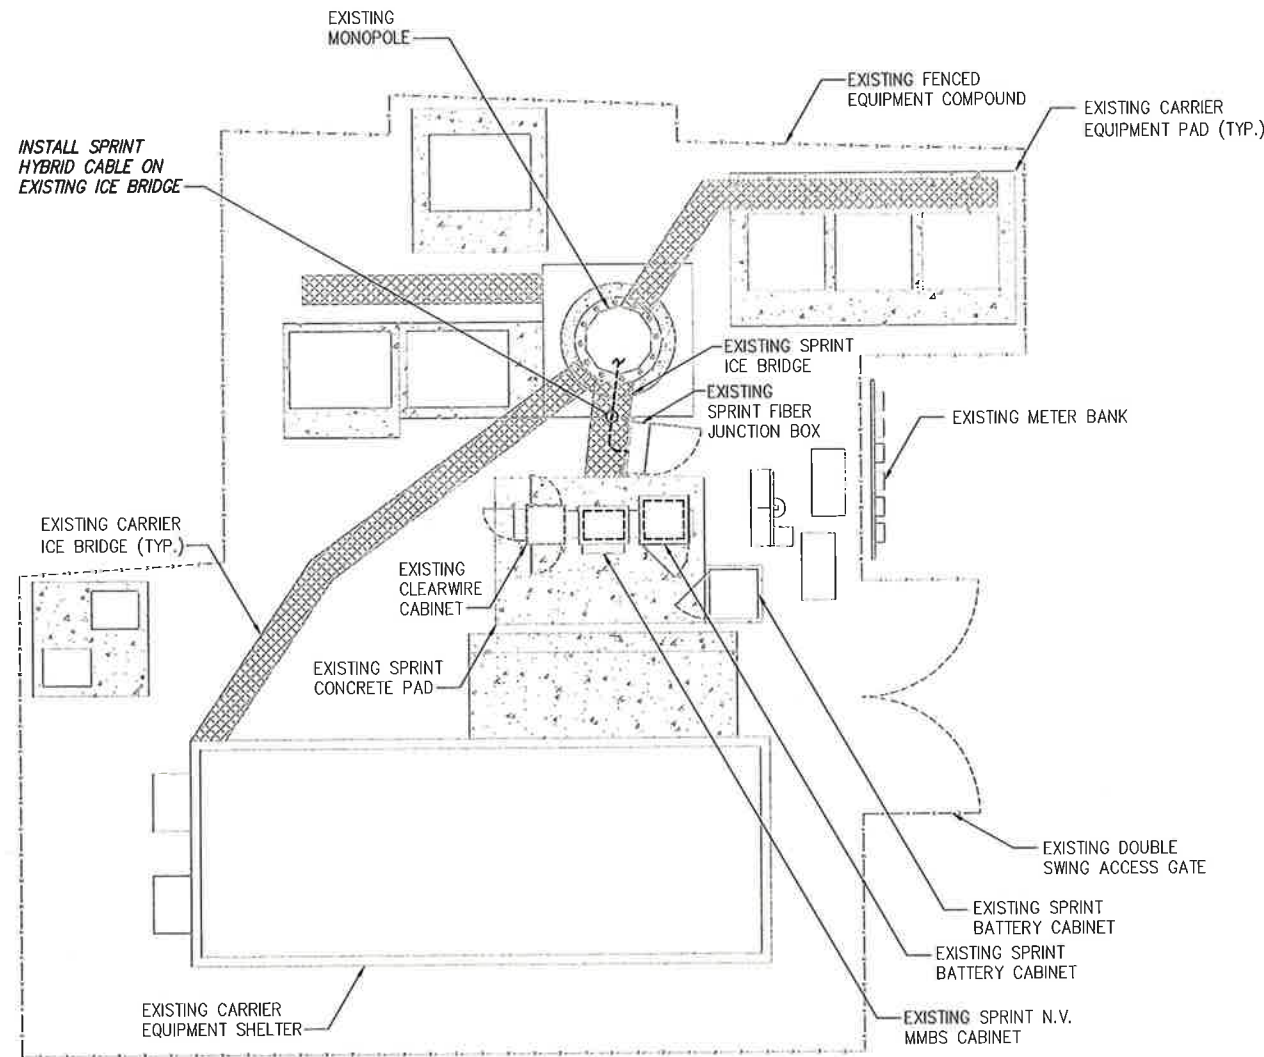 EXISTING
MONOPOLE
EXISTING FENCED
EQUIPMENT COMPOUND
EXISTING CARRIER
EQUIPMENT PAD (TYP.)
INSTALL SPRINT
HYBRID CABLE ON
EXISTING ICE BRIDGE
EXISTING SPRINT
ICE BRIDGE
EXISTING
SPRINT FIBER
JUNCTION BOX
EXISTING METER BANK
EXISTING CARRIER
ICE BRIDGE (TYP.)
EXISTING
CLEARWIRE
CABINET
EXISTING SPRINT
CONCRETE PAD
EXISTING DOUBLE
SWING ACCESS GATE
EXISTING SPRINT
BATTERY CABINET
EXISTING SPRINT
BATTERY CABINET
EXISTING CARRIER
EQUIPMENT SHELTER
EXISTING SPRINT N.V.
MMBS CABINET